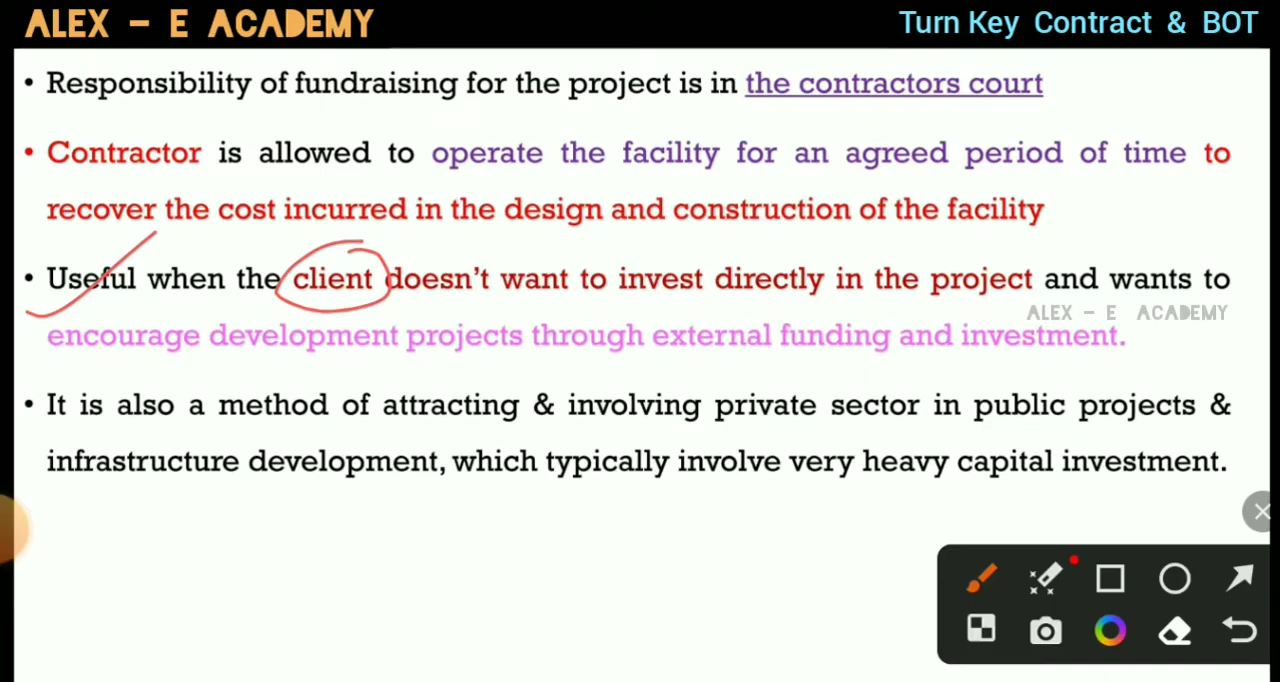 ALEX - E ACADEMY
Turn Key Contract & BOT
• Responsibility of fundraising for the project is in the contractors court
• Contractor is allowed to operate the facility for an agreed period of time to
recover the cost incurred in the design and construction of the facility
• Useful when the client doesn't want to invest directly in the project and wants to
ALEX - E ACADEMY
encourage development projects through external funding and investment.
• It is also a method of attracting & involving private sector in public projects &
infrastructure development, which typically involve very heavy capital investment.